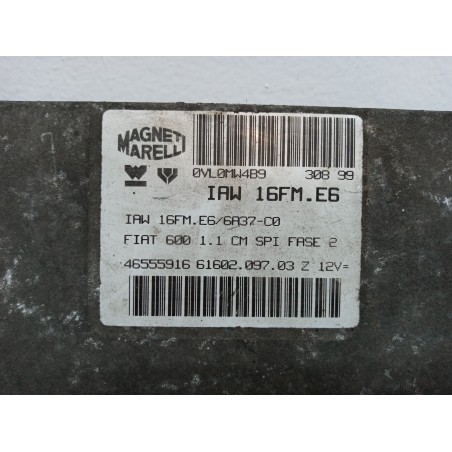 MAGNETI
MARELLI
0VL0MW4B9 308 99
IAW 16FM.E6
IAW 16FM.E6/6A37-C0
FIAT 600 1.1 CM SPI FASE 2
46555916 61602.097.03 Z 12V=